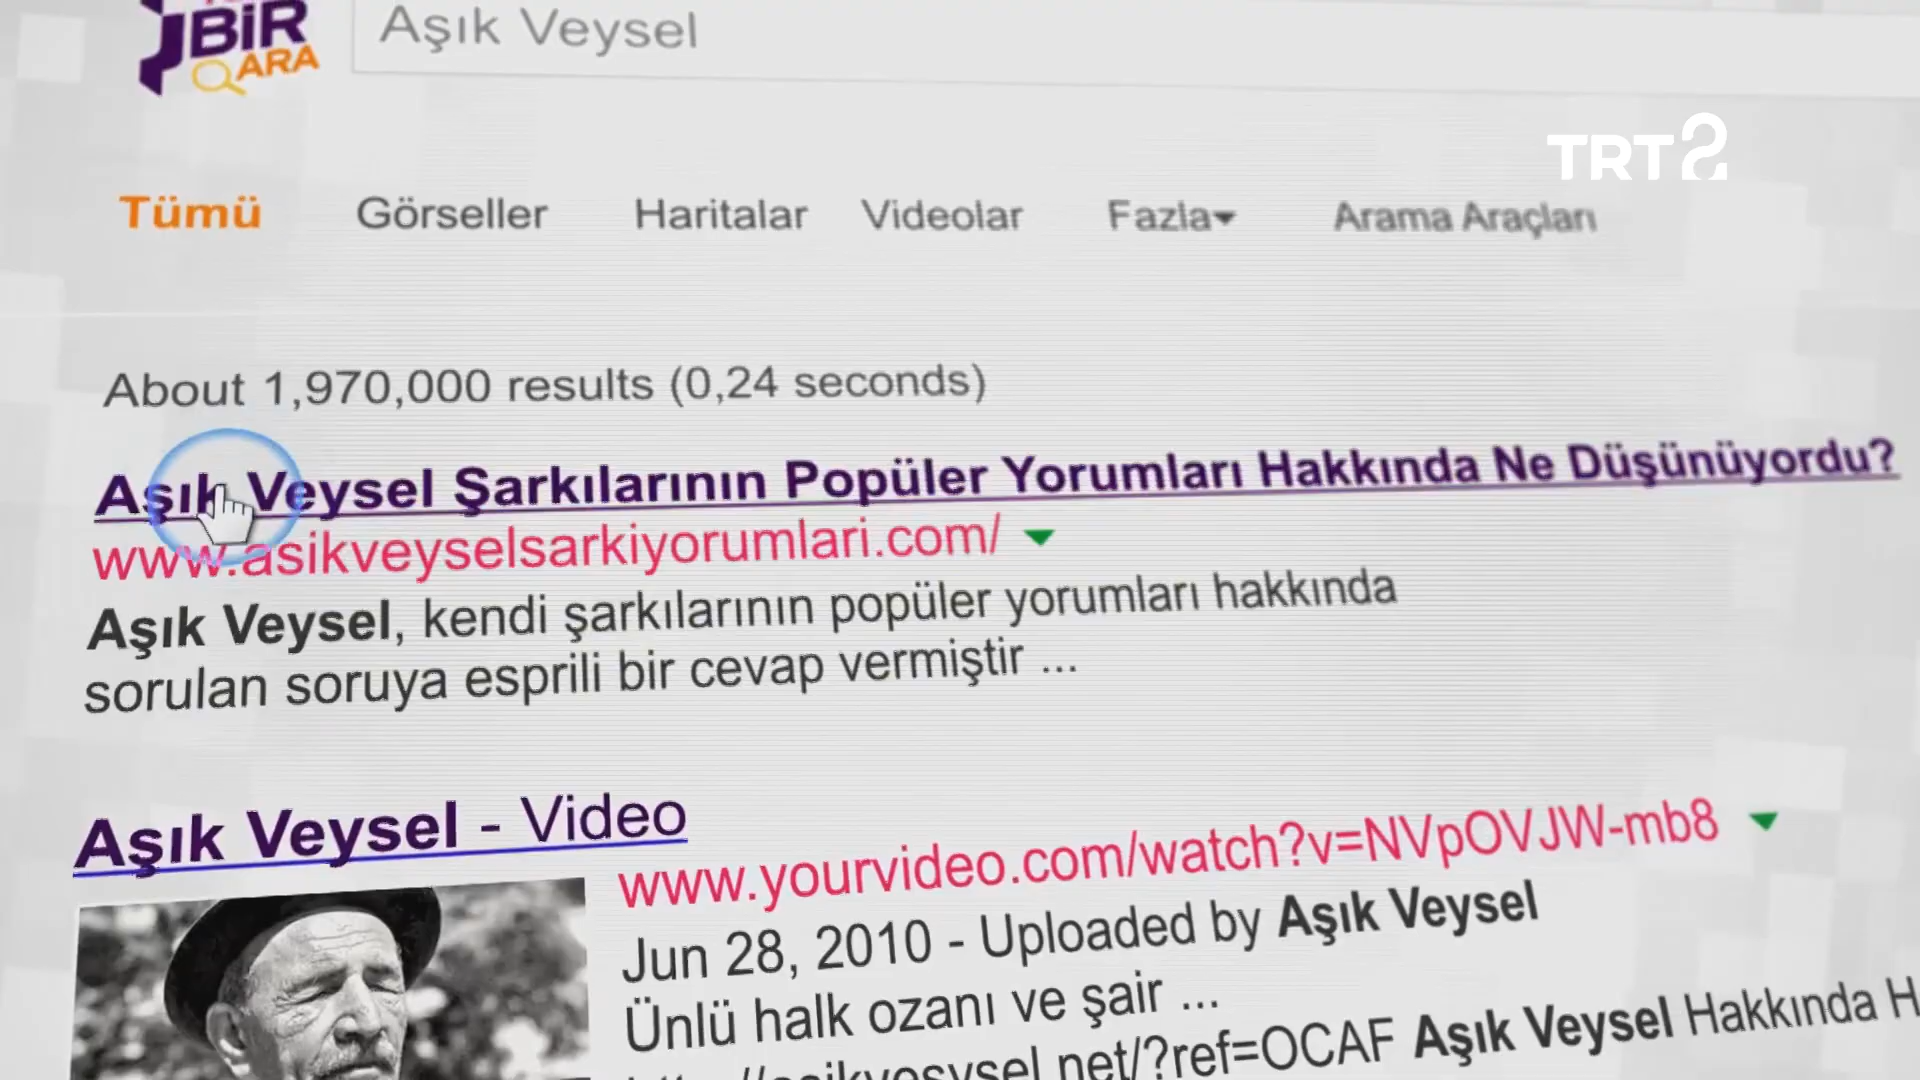 BİR
ARA
Aşık Veysel
TRT2
Tümü Görseller Haritalar Videolar Fazla Arama Araçları
About 1,970,000 results (0,24 seconds)
Aşık Veysel Şarkılarının Popüler Yorumları Hakkında Ne Düşünüyordu?
www.asikveyselsarkiyorumlari.com/
Aşık Veysel, kendi şarkılarının popüler yorumları hakkında
sorulan soruya esprili bir cevap vermiştir ...
Aşık Veysel - Video
www.yourvideo.com/watch?v=NVpOVJW-mb8
Jun 28, 2010 - Uploaded by Aşık Veysel
Ünlü halk ozanı ve şair ...
Aşık Veysel Hakkında H